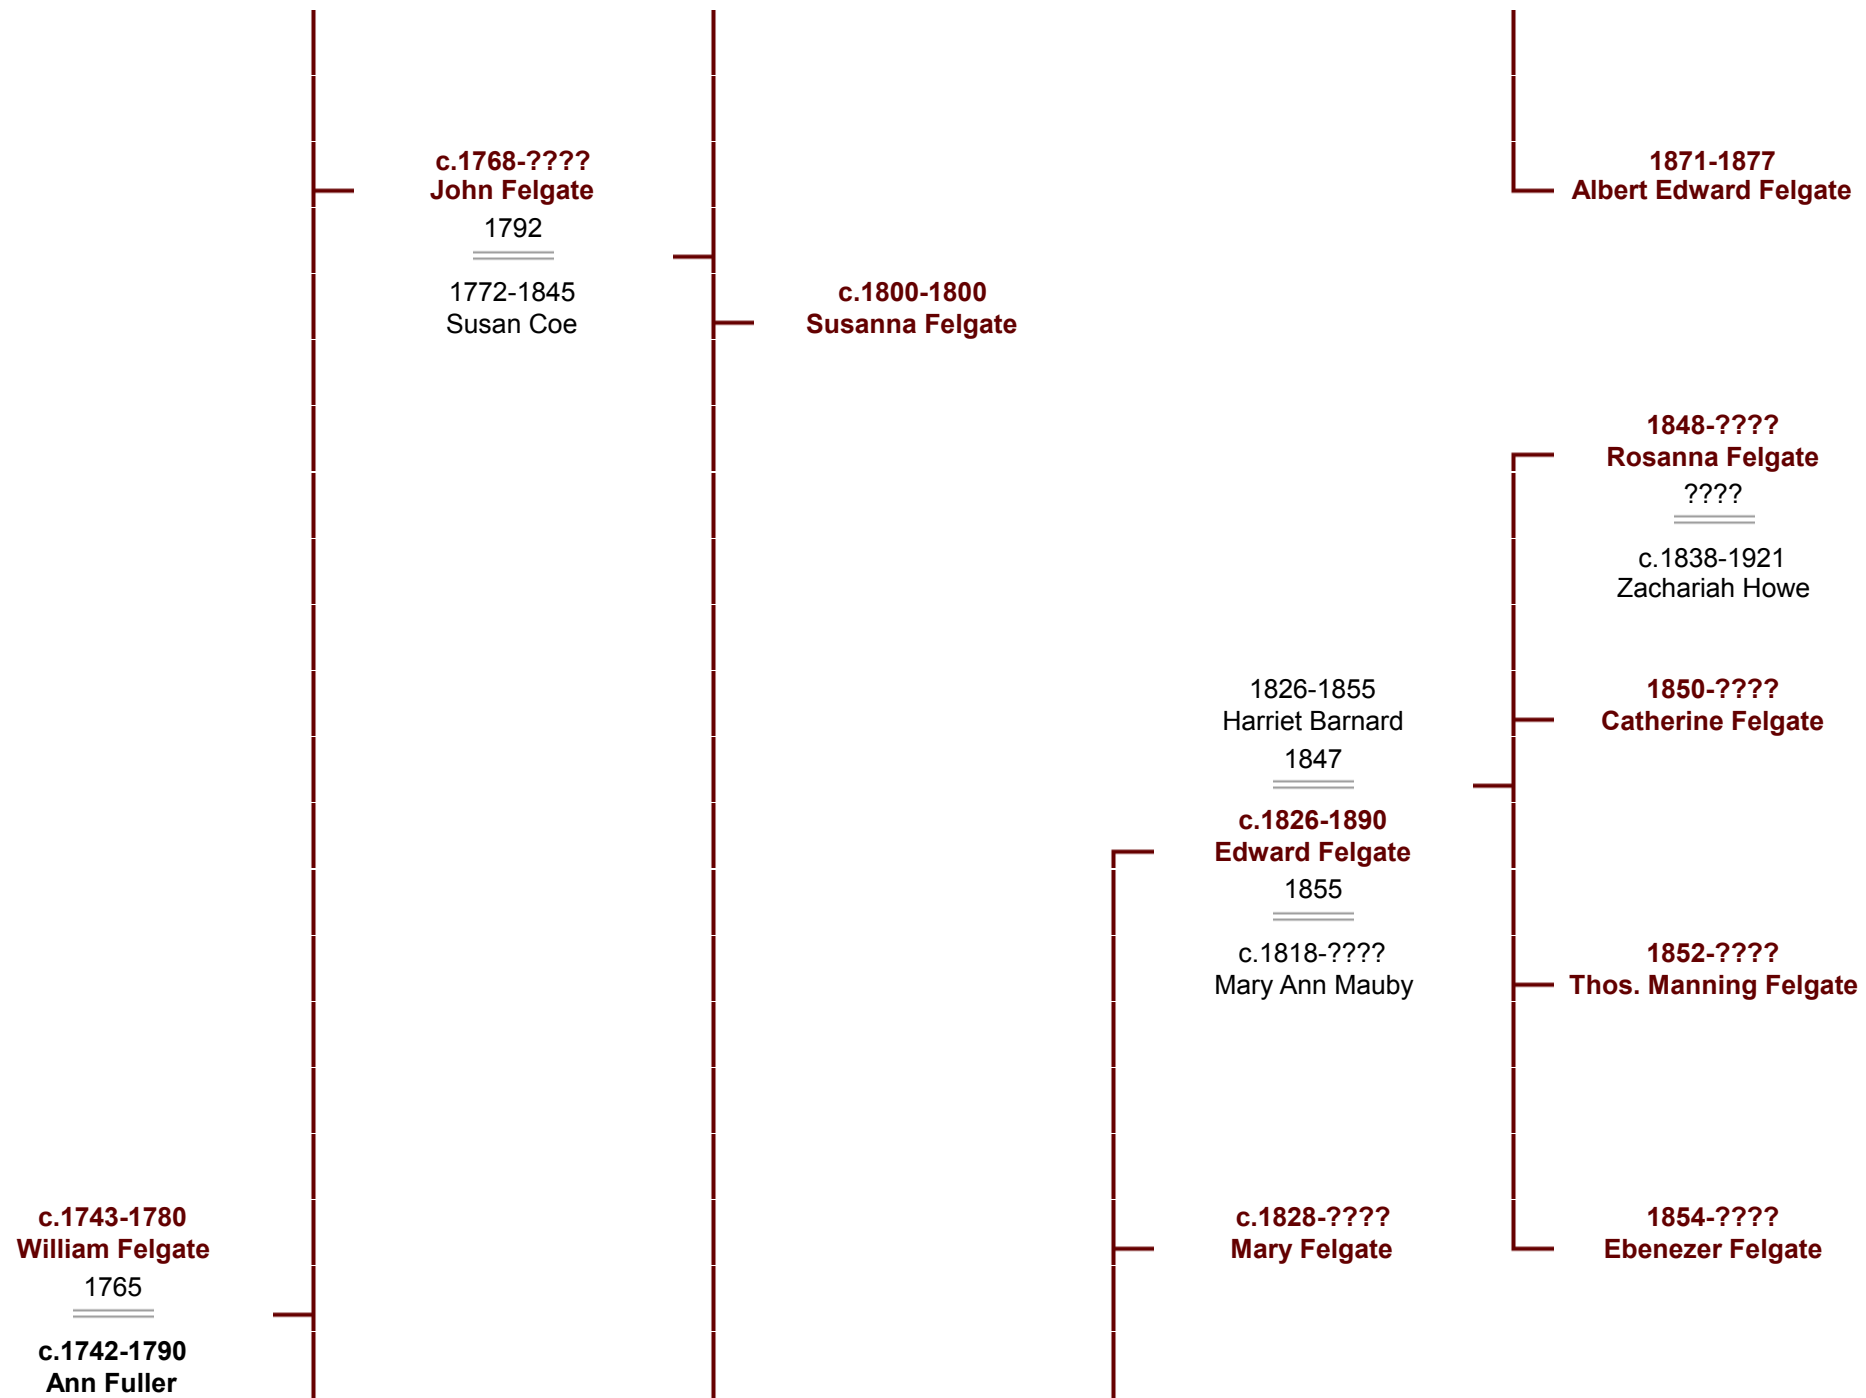 c.1768-????
John Felgate
1792
1772-1845
Susan Coe
1871-1877
Albert Edward Felgate
c.1800-1800
Susanna Felgate
1848-????
Rosanna Felgate
????
c.1838-1921
Zachariah Howe
1826-1855
Harriet Barnard
1847
c.1826-1890
Edward Felgate
1855
c.1818-????
Mary Ann Mauby
1850-????
Catherine Felgate
1852-????
Thos. Manning Felgate
c.1743-1780
William Felgate
1765
c.1742-1790
Ann Fuller
c.1828-????
Mary Felgate
1854-????
Ebenezer Felgate